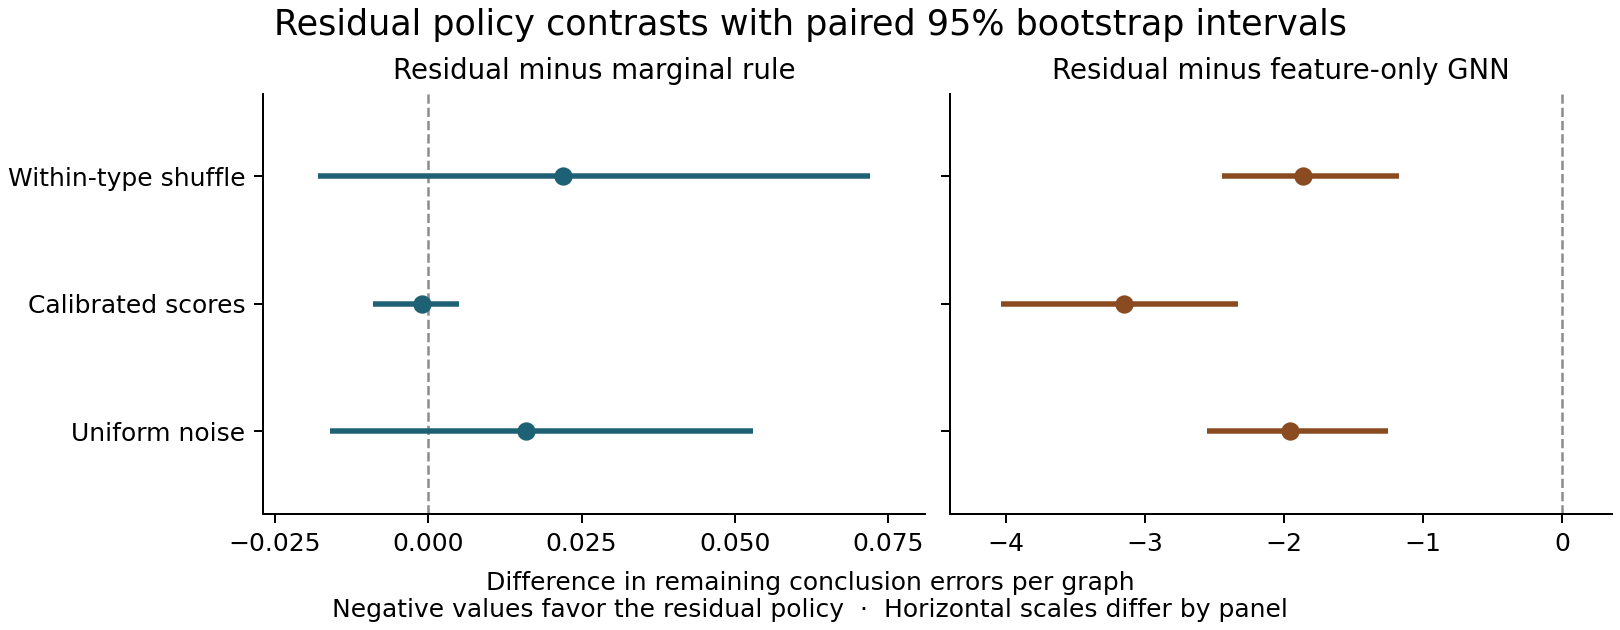 Residual policy contrasts with paired 95% bootstrap intervals
Residual minus marginal rule
Residual minus feature-only GNN
Within-type shuffle
Calibrated scores
Uniform noise
−0.025 0.000 0.025 0.050 0.075
−4 −3 −2 −1 0
Difference in remaining conclusion errors per graph
Negative values favor the residual policy · Horizontal scales differ by panel